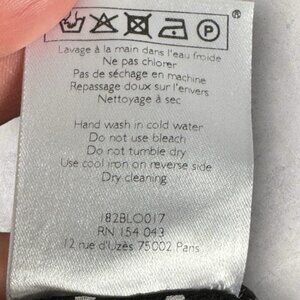 P
®
Lavage à la main dans l'eau froide
Ne pas chlorer
Pas de séchage en machine
Repassage doux sur l'envers
Nettoyage à sec
Hand wash in cold water
Do not use bleach
Do not tumble dry
Use cool iron on reverse side
Dry cleaning
182BLO017
RN 154 043
12 rue d'Uzès 75002 Paris